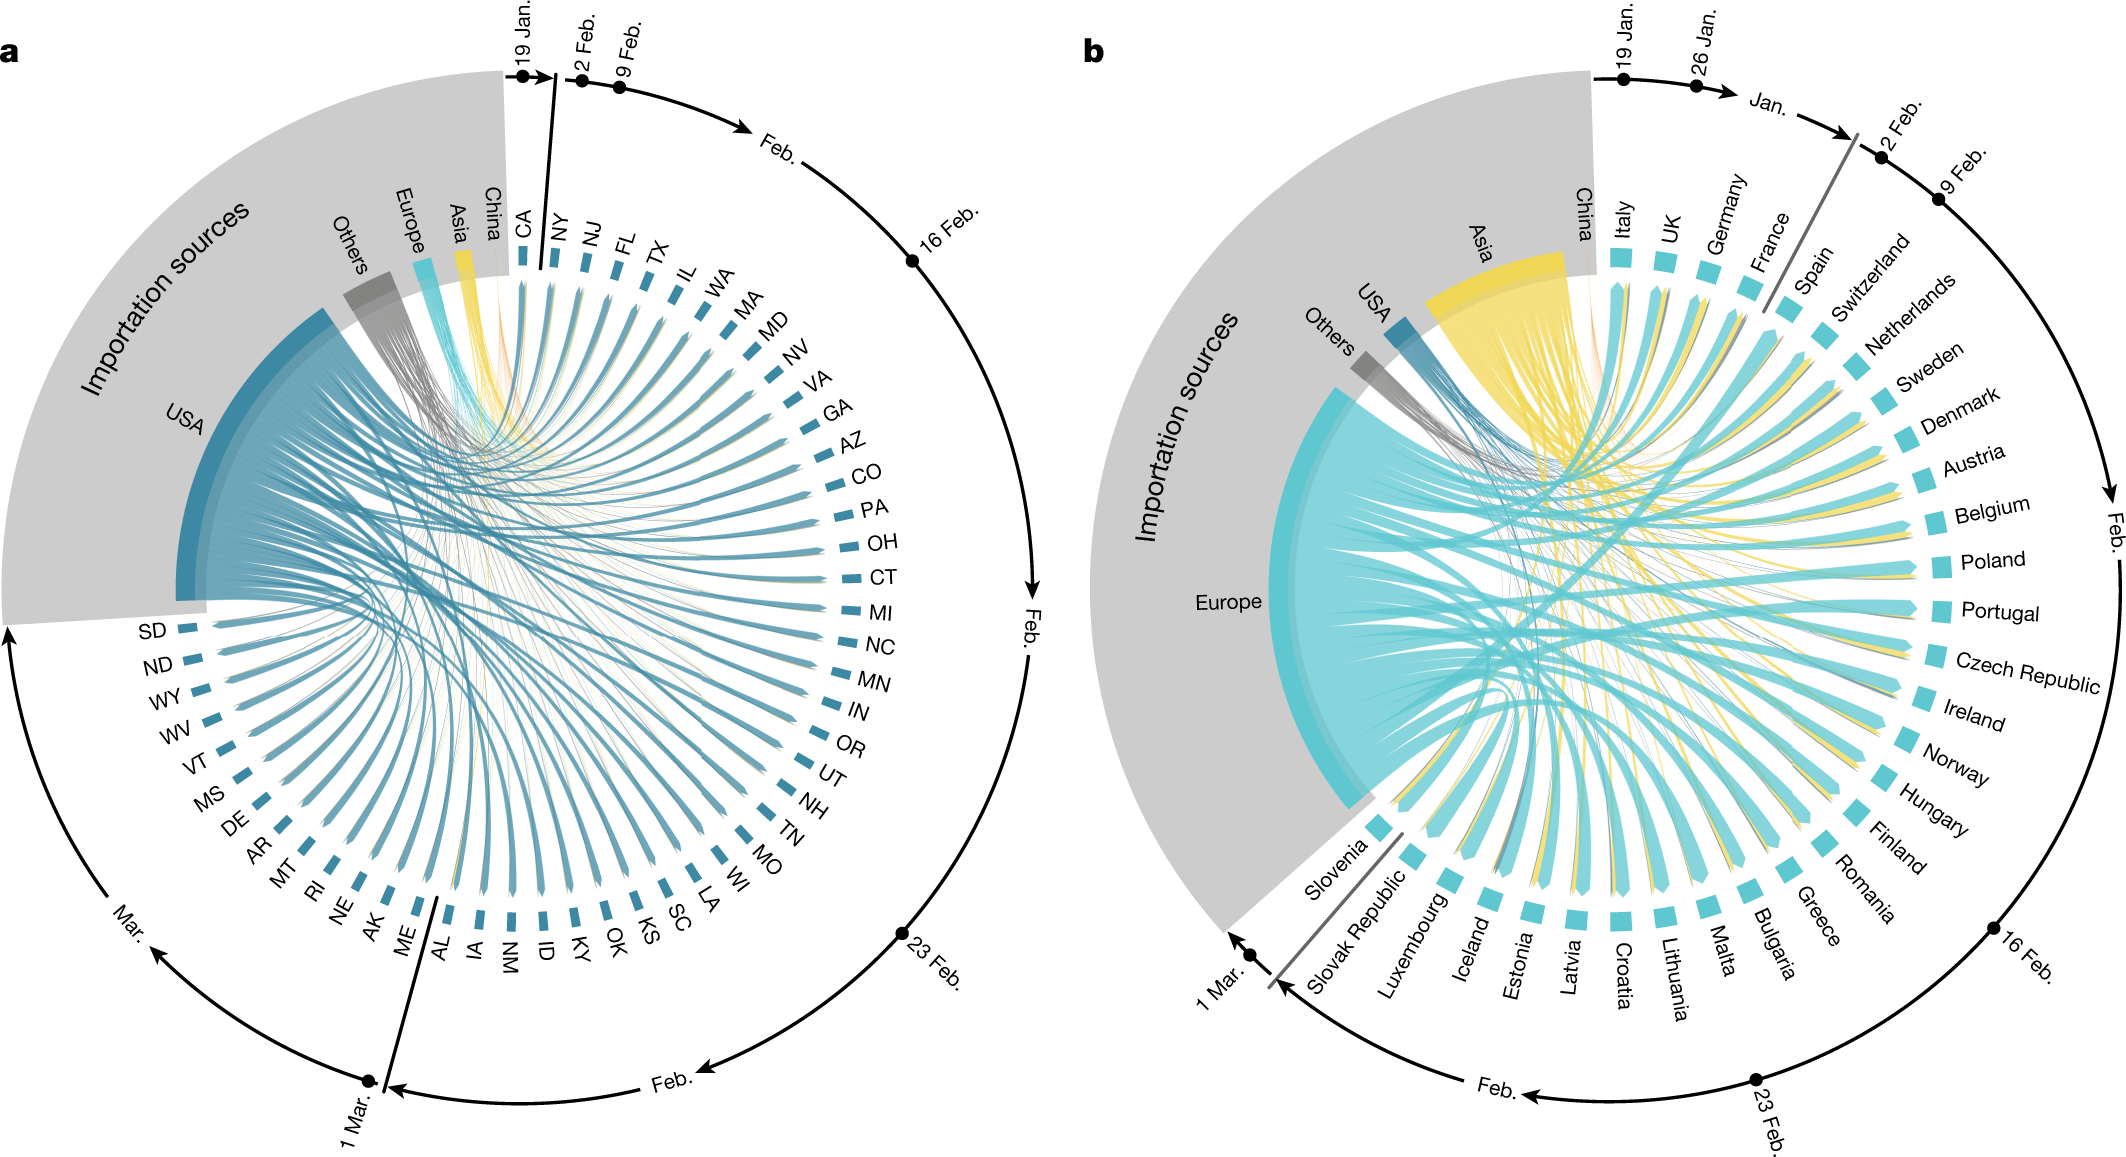 a
19 Jan.
2 Feb.
9 Feb.
Feb.
16 Feb.
Feb.
23 Feb.
Feb.
1 Mar.
Mar.
Importation sources
USA
Others
Europe
Asia
China
CA
NY
NJ
FL
TX
IL
WA
MA
MD
NV
VA
GA
AZ
CO
PA
OH
CT
MI
NC
MN
IN
OR
UT
NH
TN
MO
WI
LA
SC
KS
OK
KY
ID
NM
IA
AL
ME
AK
NE
RI
MT
AR
DE
MS
VT
WV
WY
ND
SD
b
19 Jan.
26 Jan.
Jan.
2 Feb.
9 Feb.
Feb.
16 Feb.
23 Feb.
Feb.
1 Mar.
Importation sources
Europe
Others
USA
Asia
China
Italy
UK
Germany
France
Spain
Switzerland
Netherlands
Sweden
Denmark
Austria
Belgium
Poland
Portugal
Czech Republic
Ireland
Norway
Hungary
Finland
Romania
Greece
Bulgaria
Malta
Lithuania
Croatia
Latvia
Estonia
Iceland
Luxembourg
Slovak Republic
Slovenia